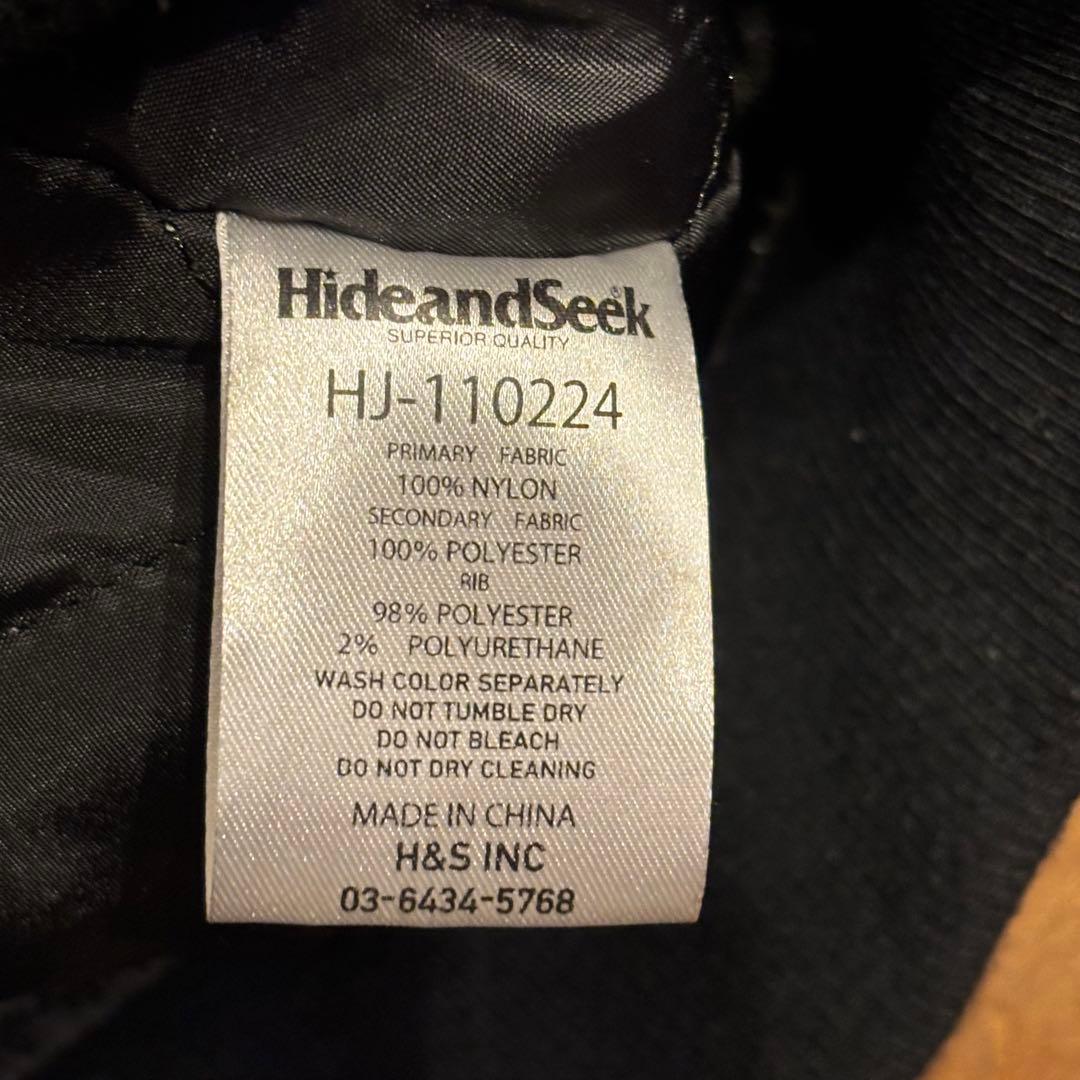 HideandSeek
SUPERIOR QUALITY
HJ-110224
PRIMARY FABRIC
100% NYLON
SECONDARY FABRIC
100% POLYESTER
RIB
98% POLYESTER
2% POLYURETHANE
WASH COLOR SEPARATELY
DO NOT TUMBLE DRY
DO NOT BLEACH
DO NOT DRY CLEANING
MADE IN CHINA
H&S INC
03-6434-5768